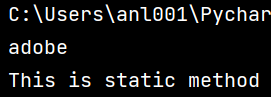 C:\Users\anl001\Pychar
adobe
This is static method